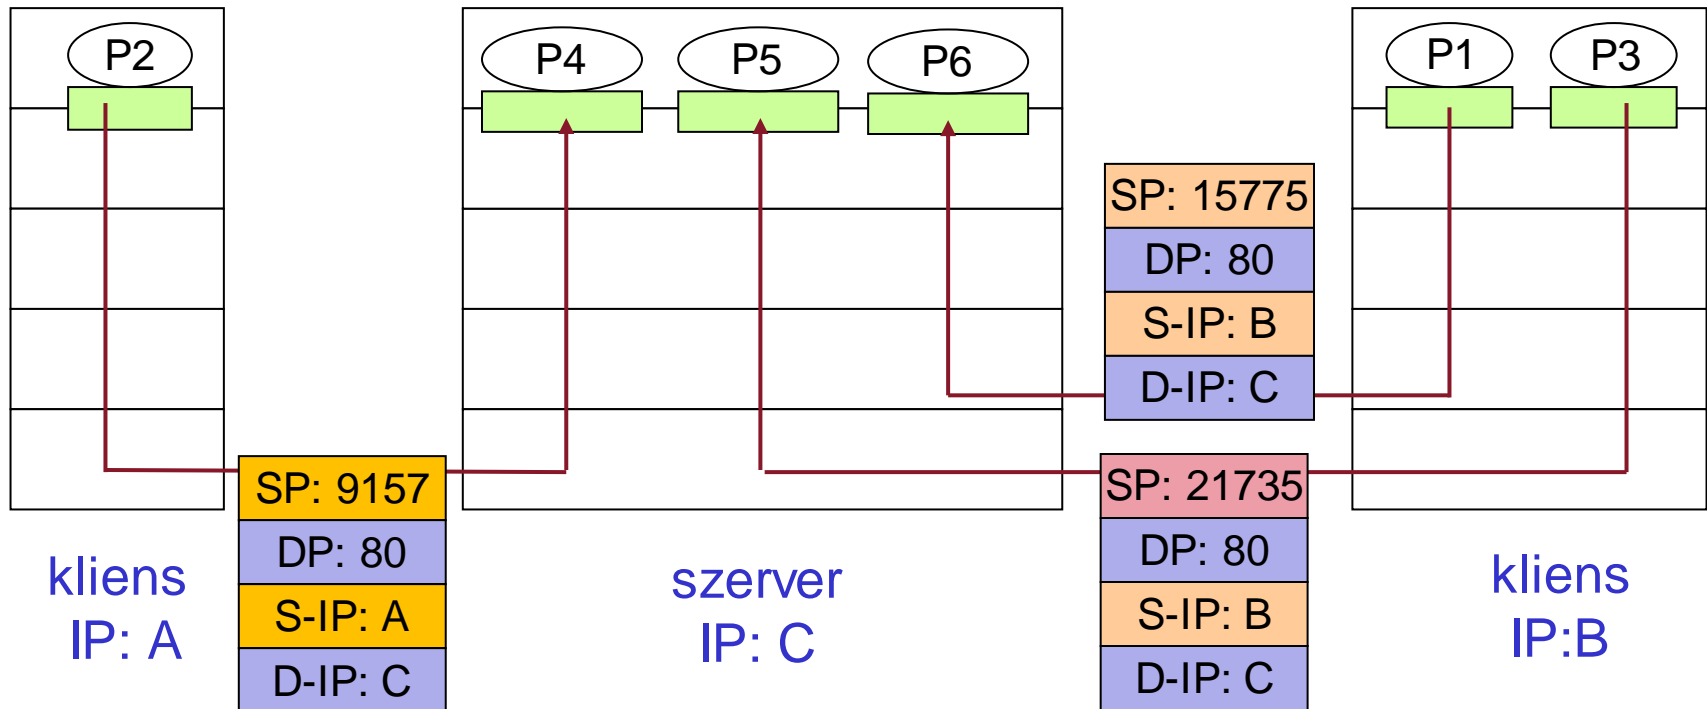 P2
P4
P5
P6
P1
P3
SP: 15775
DP: 80
S-IP: B
D-IP: C
SP: 9157
DP: 80
S-IP: A
D-IP: C
SP: 21735
DP: 80
S-IP: B
D-IP: C
kliens
IP: A
szerver
IP: C
kliens
IP:B